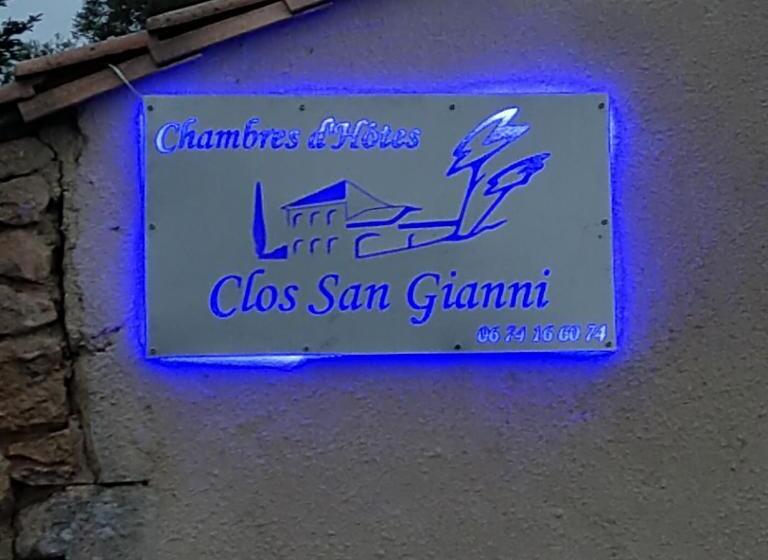 Chambres d'Hôtes
Clos San Gianni
06 74 16 60 74